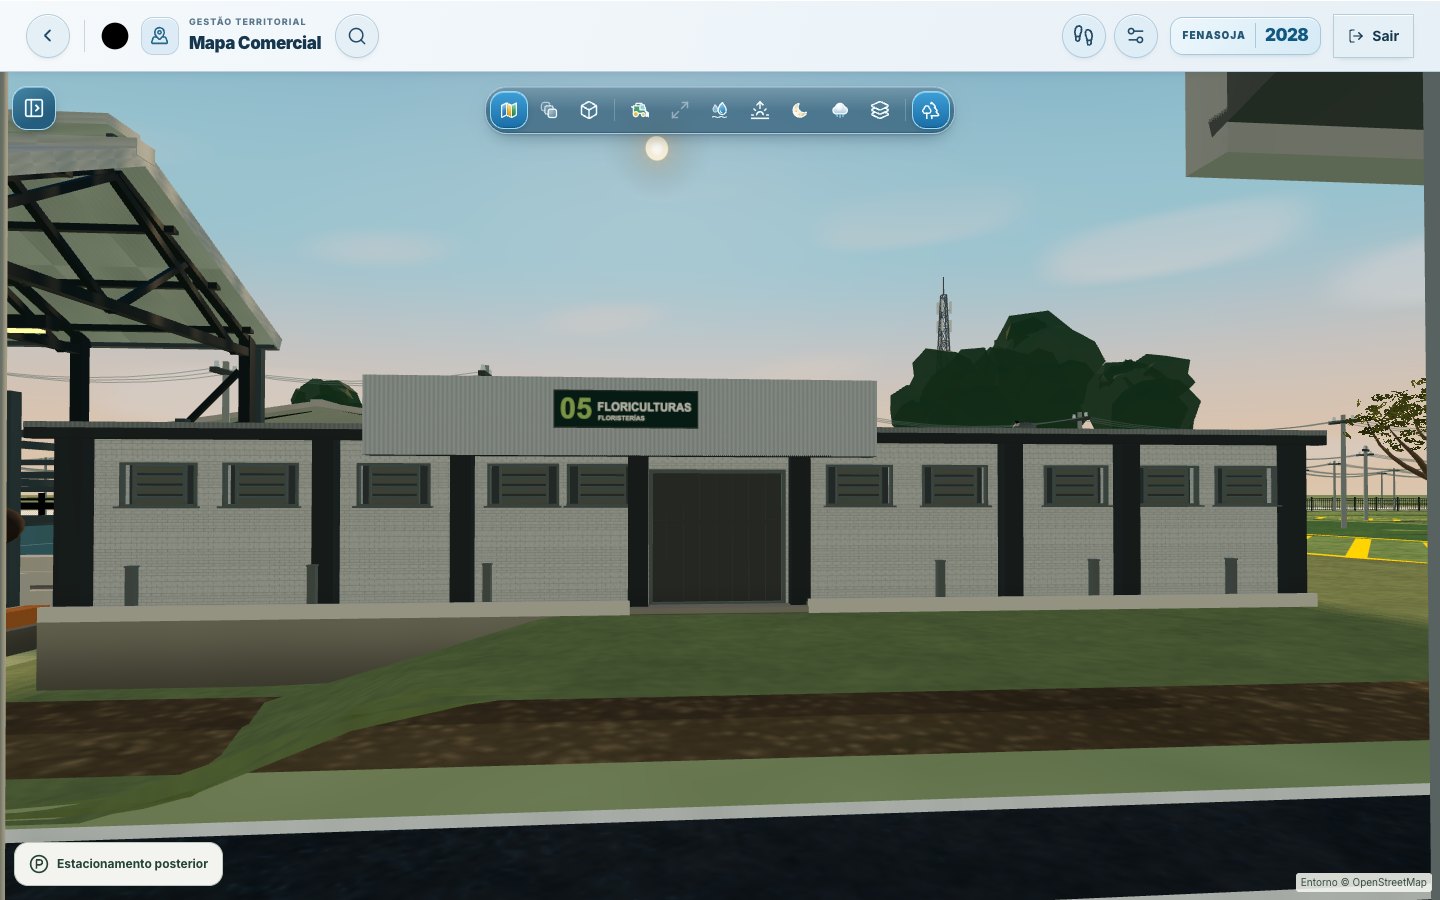 GESTÃO TERRITORIAL
Mapa Comercial
FENASOJA 2028
Sair
05 FLORICULTURAS
FLORISTERÍAS
Estacionamento posterior
Entorno © OpenStreetMap